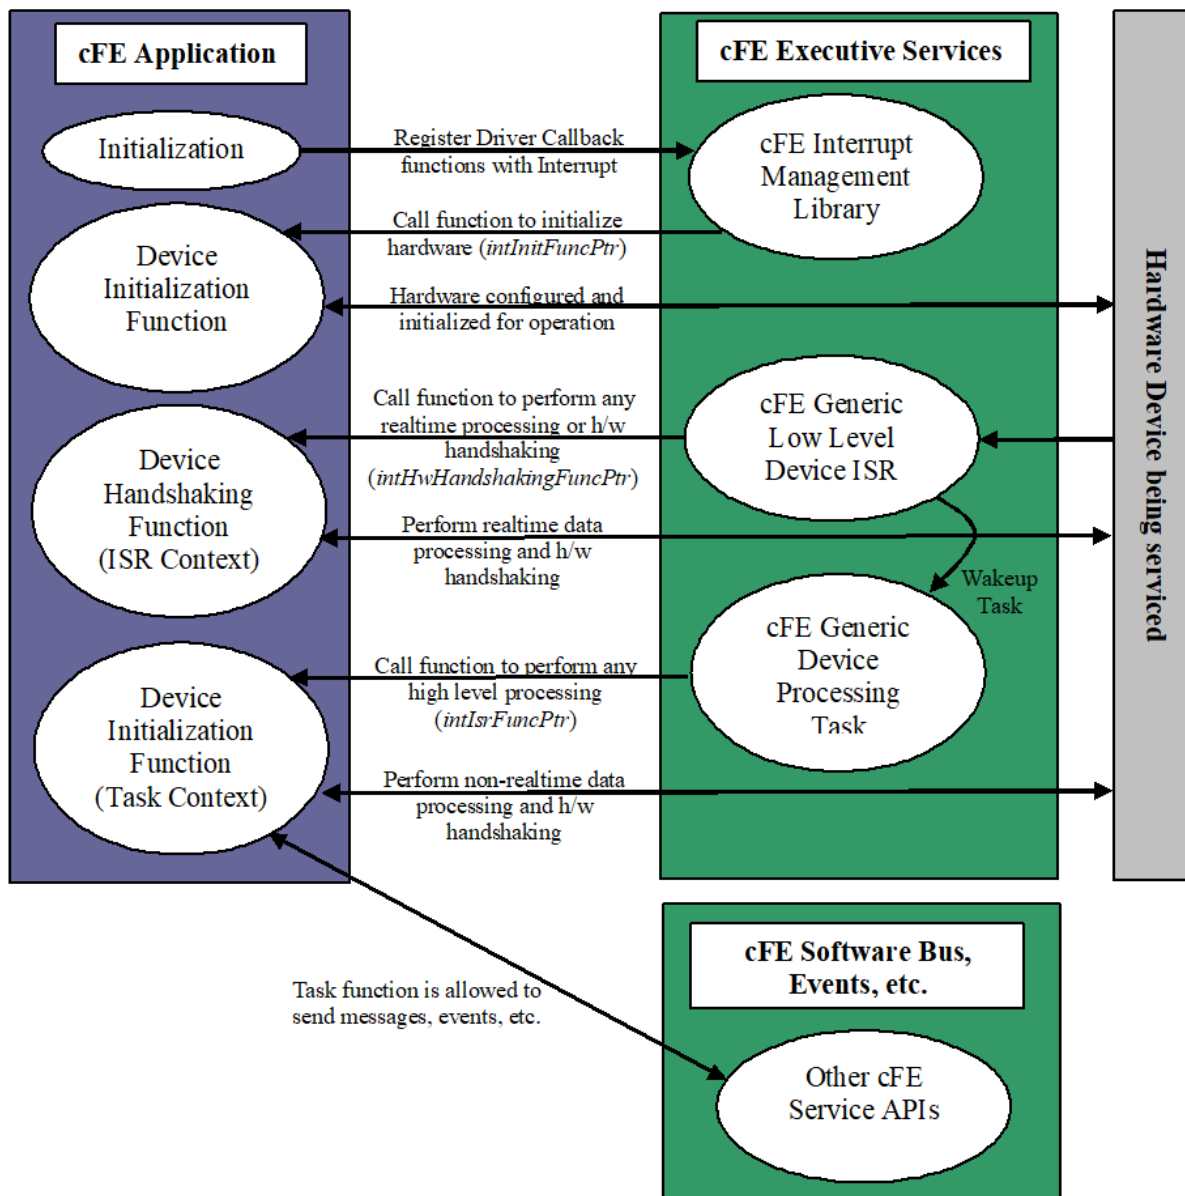 cFE Application
Initialization
Device
Initialization
Function
Device
Handshaking
Function
(ISR Context)
Device
Initialization
Function
(Task Context)
Register Driver Callback
functions with Interrupt
Call function to initialize
hardware (intInitFuncPtr)
Hardware configured and
initialized for operation
Call function to perform any
realtime processing or h/w
handshaking
(intHwHandshakingFuncPtr)
Perform realtime data
processing and h/w
handshaking
Call function to perform any
high level processing
(intIsrFuncPtr)
Perform non-realtime data
processing and h/w
handshaking
Task function is allowed to
send messages, events, etc.
cFE Executive Services
cFE Interrupt
Management
Library
cFE Generic
Low Level
Device ISR
Wakeup
Task
cFE Generic
Device
Processing
Task
cFE Software Bus,
Events, etc.
Other cFE
Service APIs
Hardware Device being serviced